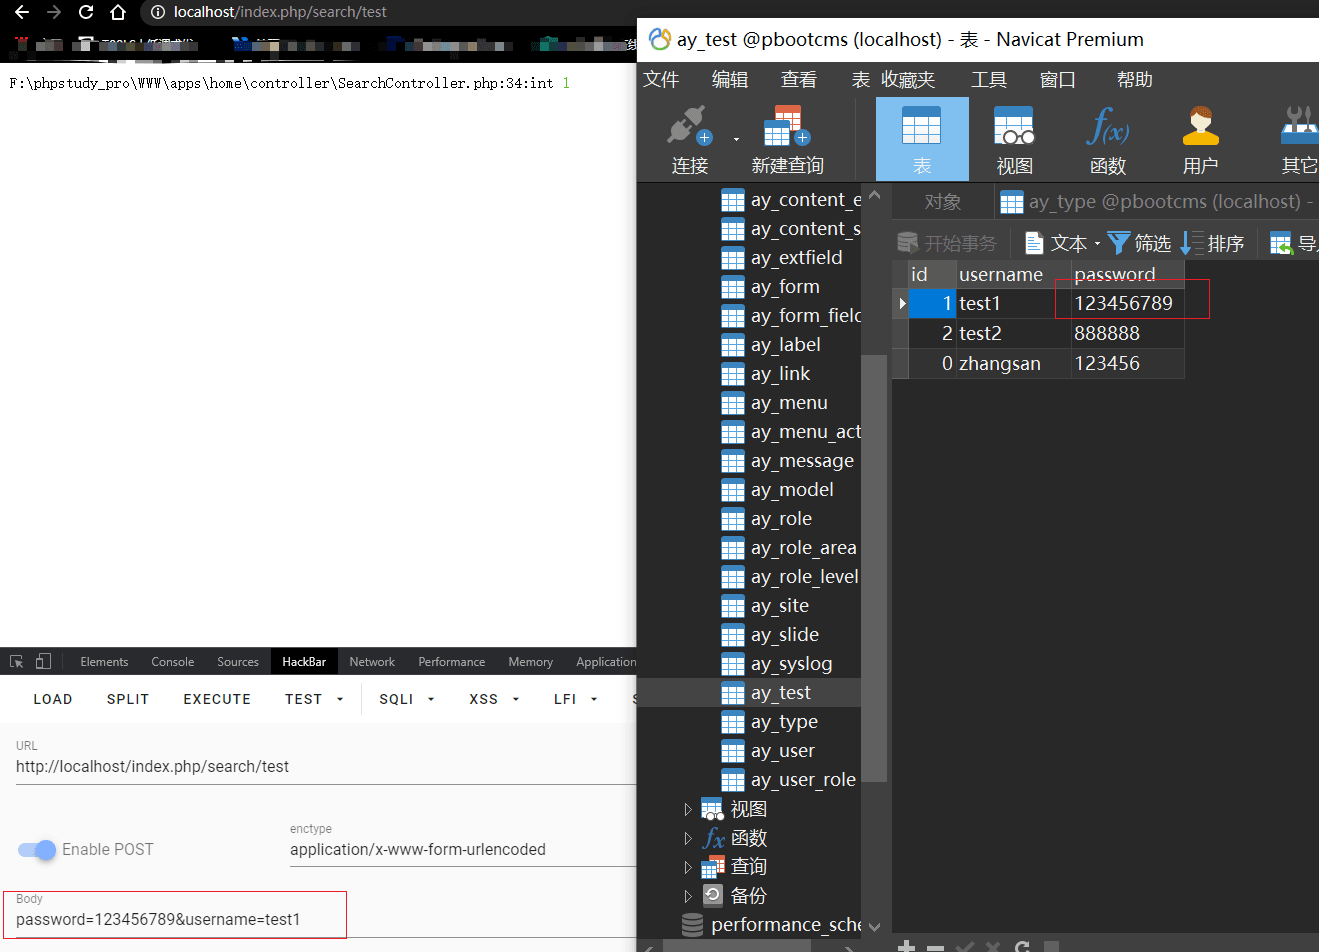 localhost/index.php/search/test
F:\phpstudy_pro\WWW\apps\home\controller\SearchController.php:34:int 1
Elements Console Sources HackBar Network Performance Memory Application
LOAD SPLIT EXECUTE TEST SQLI XSS LFI
URL
http://localhost/index.php/search/test
Enable POST
enctype
application/x-www-form-urlencoded
Body
password=123456789&username=test1
ay_test @pbootcms (localhost) - 表 - Navicat Premium
文件 编辑 查看 表 收藏夹 工具 窗口 帮助
连接 新建查询 表 视图 函数 用户 其它
f(x)
对象 ay_type @pbootcms (localhost) -
开始事务 文本 筛选 排序 导入
id username password
1 test1 123456789
2 test2 888888
0 zhangsan 123456
ay_content_e
ay_content_s
ay_extfield
ay_form
ay_form_field
ay_label
ay_link
ay_menu
ay_menu_act
ay_message
ay_model
ay_role
ay_role_area
ay_role_level
ay_site
ay_slide
ay_syslog
ay_test
ay_type
ay_user
ay_user_role
视图
fx 函数
查询
备份
performance_sche